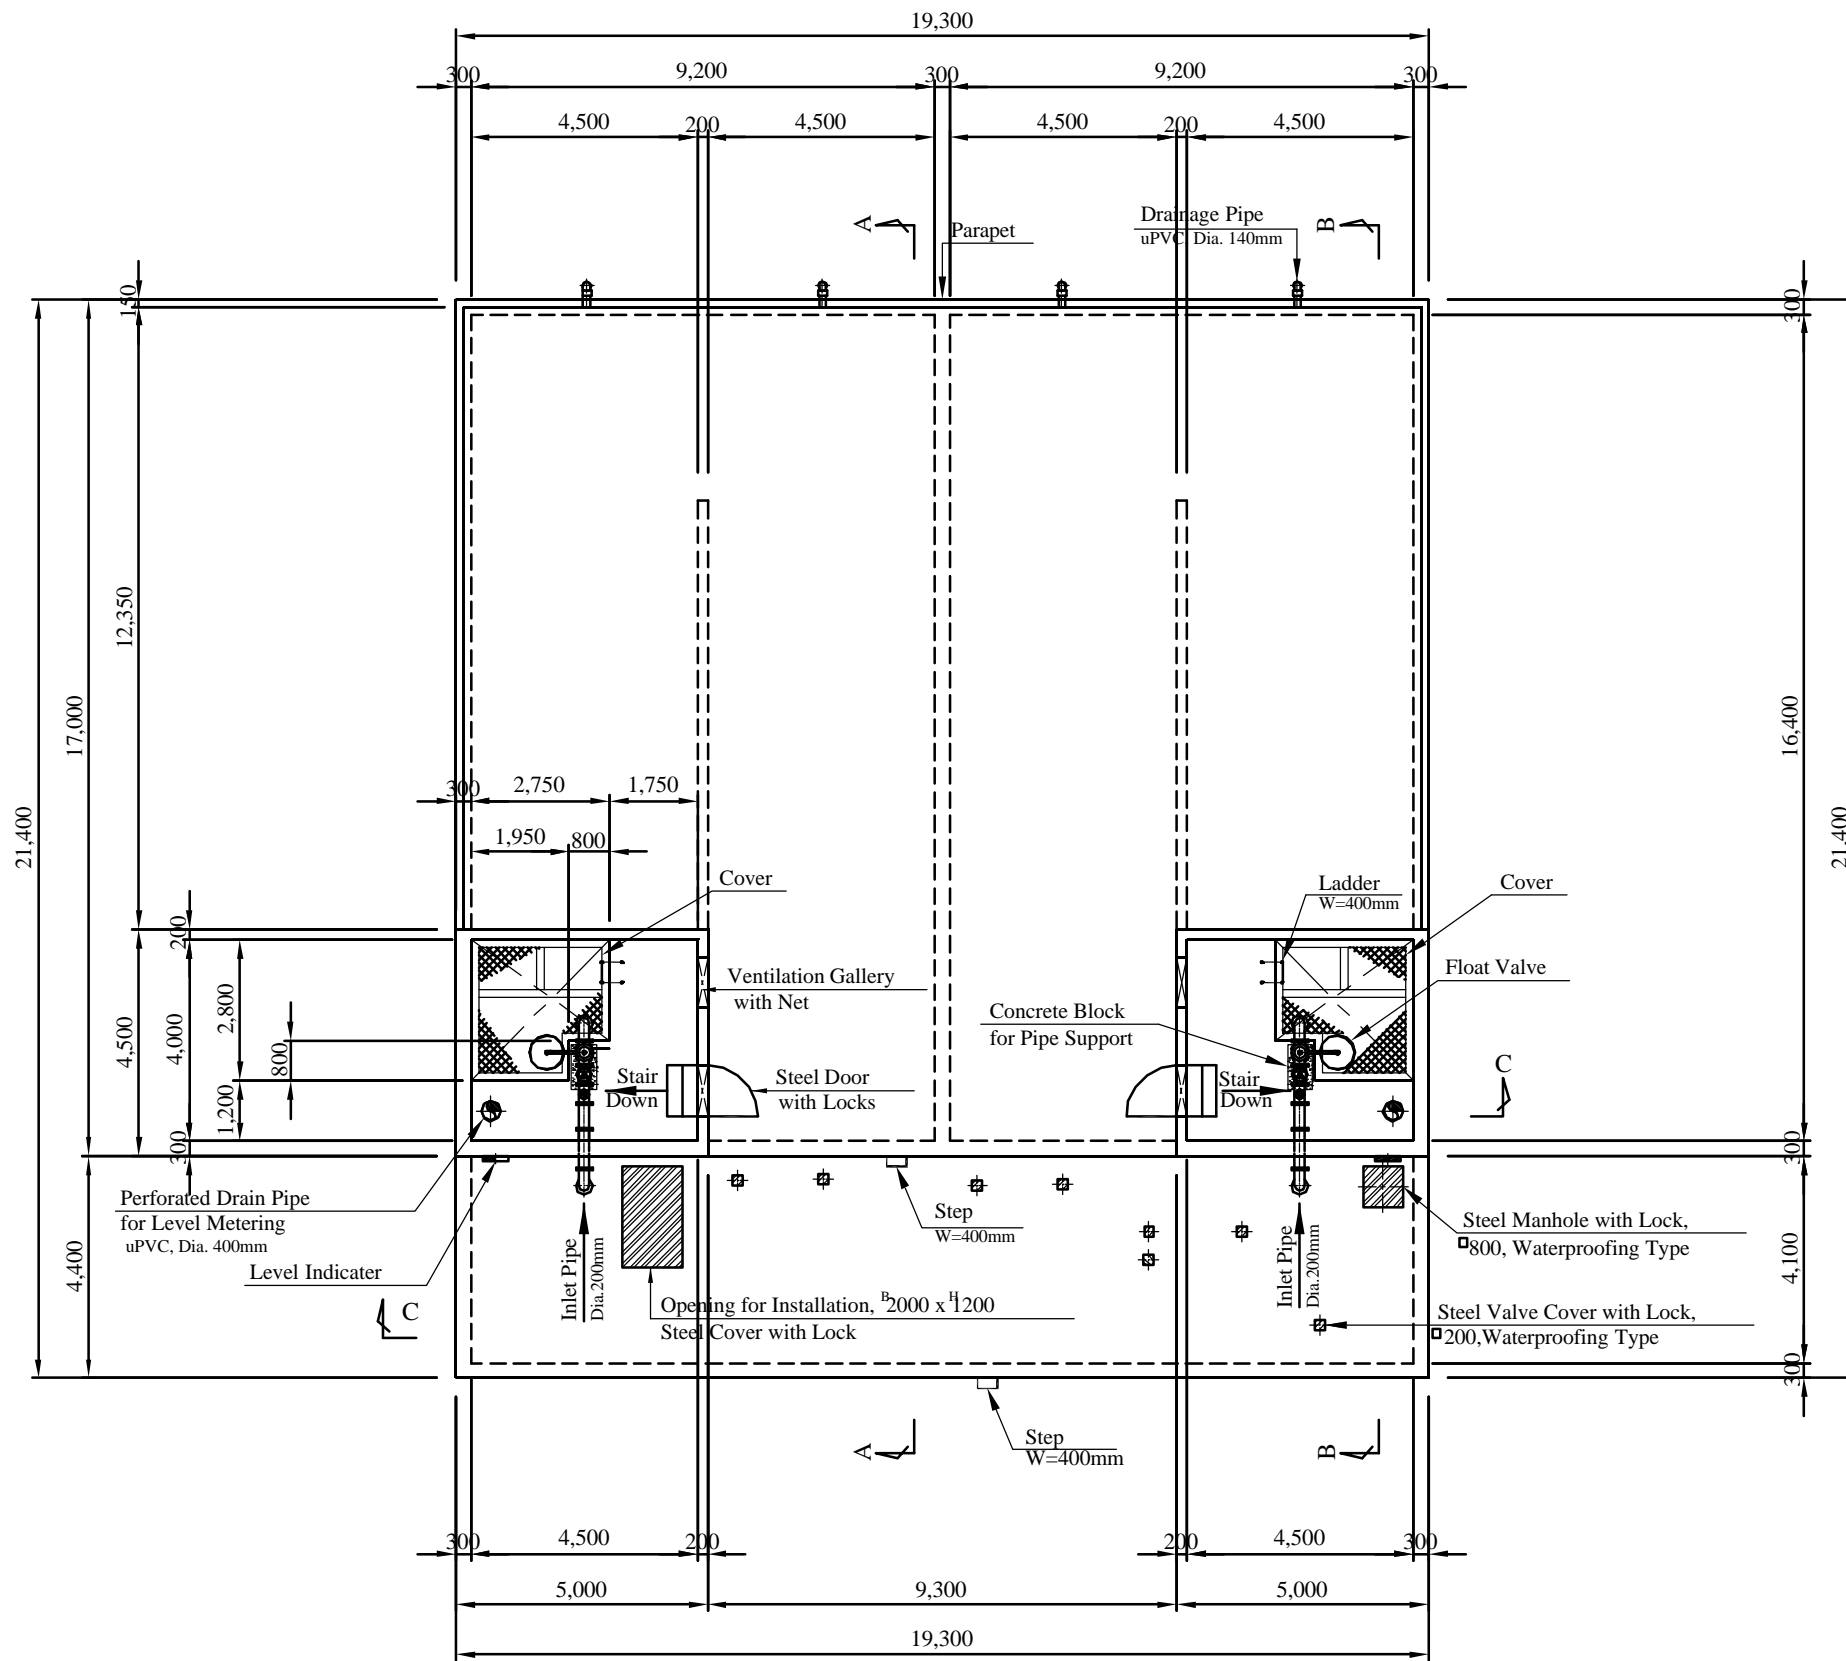 19,300
300 9,200 300 9,200 300
4,500 200 4,500 4,500 200 4,500
A
Parapet
Drainage Pipe
uPVC, Dia. 140mm
B
150
300
12,350
17,000
21,400
16,400
21,400
300 2,750 1,750
1,950 800
Cover
Ladder
W=400mm
Cover
200
4,500
4,000
2,800
800
1,200
300
Ventilation Gallery
with Net
Float Valve
Concrete Block
for Pipe Support
Stair
Down
Steel Door
with Locks
Stair
Down
C
300
Perforated Drain Pipe
for Level Metering
uPVC, Dia. 400mm
Level Indicater
4,400
C
Inlet Pipe
Dia.200mm
Step
W=400mm
Opening for Installation, B2000 x H1200
Steel Cover with Lock
Inlet Pipe
Dia.200mm
Steel Manhole with Lock,
□800, Waterproofing Type
Steel Valve Cover with Lock,
□200,Waterproofing Type
4,100
300
A
Step
W=400mm
B
300 4,500 200 200 4,500 300
5,000 9,300 5,000
19,300